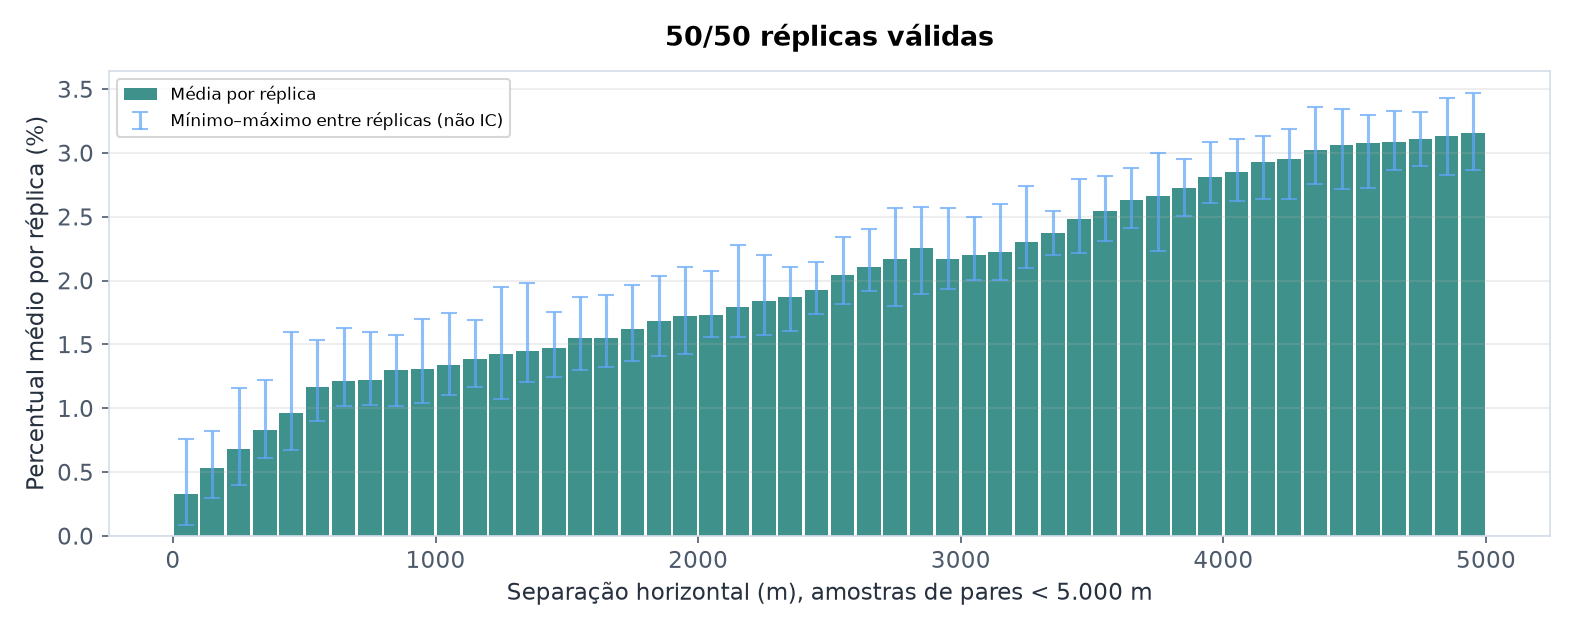 50/50 réplicas válidas
Média por réplica
Mínimo–máximo entre réplicas (não IC)
Percentual médio por réplica (%)
3.5
3.0
2.5
2.0
1.5
1.0
0.5
0.0
0 1000 2000 3000 4000 5000
Separação horizontal (m), amostras de pares < 5.000 m